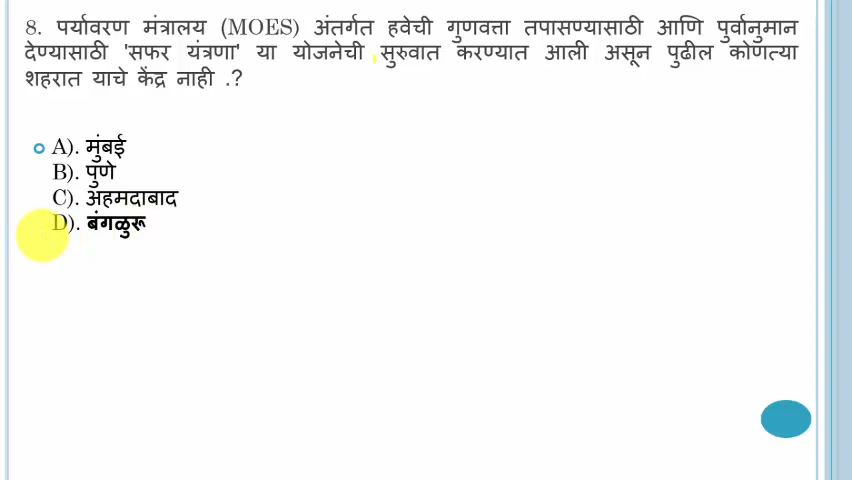 8. पर्यावरण मंत्रालय (MOES) अंतर्गत हवेची गुणवत्ता तपासण्यासाठी आणि पुर्वानुमान
देण्यासाठी 'सफर यंत्रणा' या योजनेची सुरुवात करण्यात आली असून पुढील कोणत्या
शहरात याचे केंद्र नाही .?
A). मुंबई
B). पुणे
C). अहमदाबाद
D). बंगळुरू